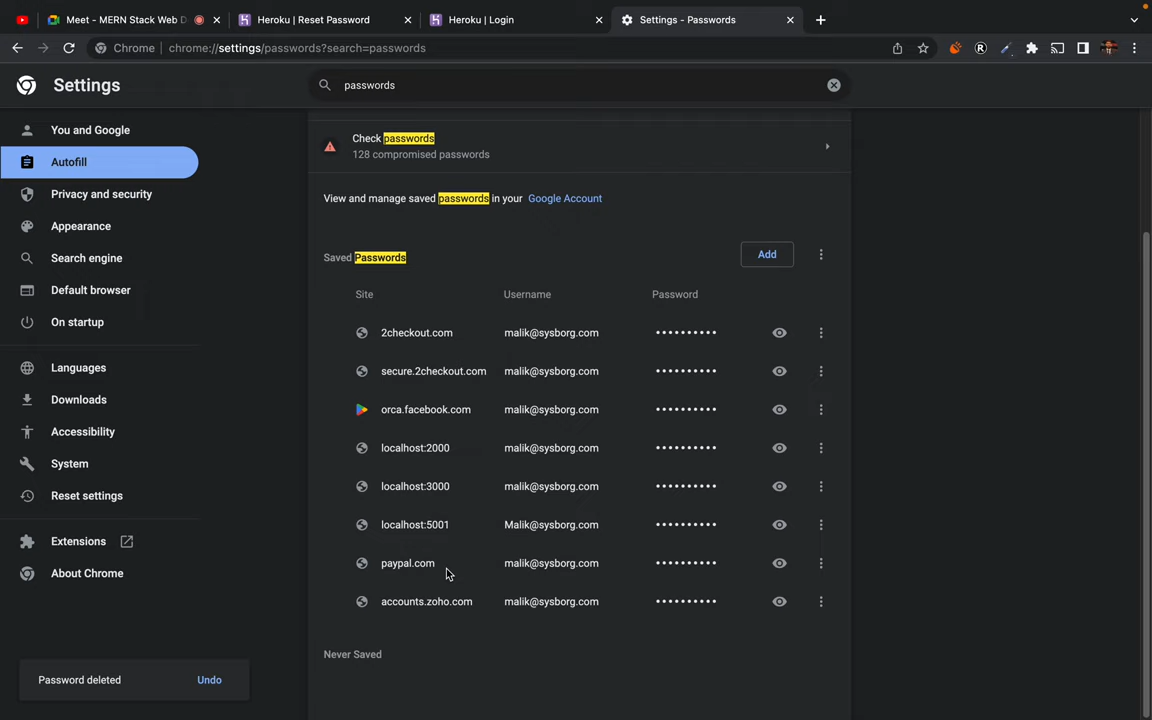 Meet - MERN Stack Web D
Heroku | Reset Password
Heroku | Login
Settings - Passwords
Chrome
chrome://settings/passwords?search=passwords
Settings
passwords
You and Google
Autofill
Privacy and security
Appearance
Search engine
Default browser
On startup
Languages
Downloads
Accessibility
System
Reset settings
Extensions
About Chrome
Check passwords
128 compromised passwords
View and manage saved passwords in your Google Account
Saved Passwords
Add
Site Username Password
2checkout.com malik@sysborg.com ••••••••••
secure.2checkout.com malik@sysborg.com ••••••••••
orca.facebook.com malik@sysborg.com ••••••••••
localhost:2000 malik@sysborg.com ••••••••••
localhost:3000 malik@sysborg.com ••••••••••
localhost:5001 Malik@sysborg.com ••••••••••
paypal.com malik@sysborg.com ••••••••••
accounts.zoho.com malik@sysborg.com ••••••••••
Never Saved
Password deleted Undo